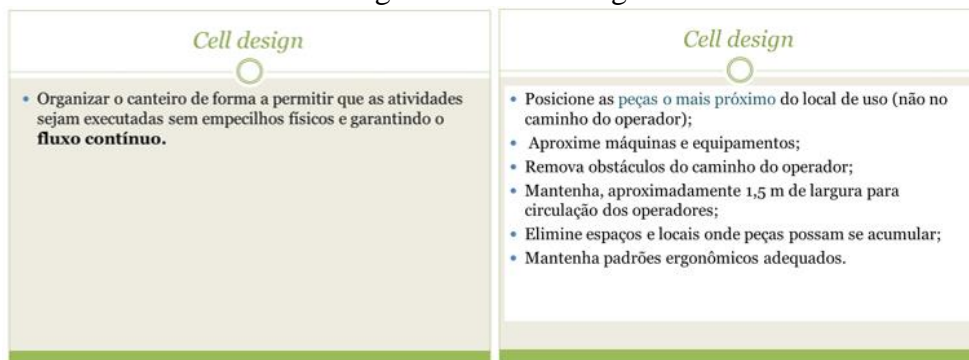 Cell design
• Organizar o canteiro de forma a permitir que as atividades
sejam executadas sem empecilhos físicos e garantindo o
fluxo contínuo.
Cell design
• Posicione as peças o mais próximo do local de uso (não no
caminho do operador);
• Aproxime máquinas e equipamentos;
• Remova obstáculos do caminho do operador;
• Mantenha, aproximadamente 1,5 m de largura para
circulação dos operadores;
• Elimine espaços e locais onde peças possam se acumular;
• Mantenha padrões ergonômicos adequados.